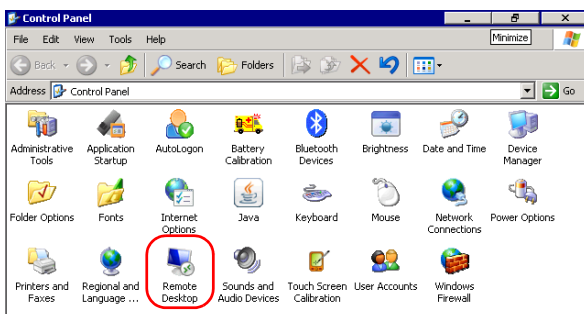 Control Panel
File Edit View Tools Help
Minimize
Back Search Folders
Address Control Panel Go
Administrative Tools
Application Startup
AutoLogon
Battery Calibration
Bluetooth Devices
Brightness
Date and Time
Device Manager
Folder Options
Fonts
Internet Options
Java
Keyboard
Mouse
Network Connections
Power Options
Printers and Faxes
Regional and Language ...
Remote Desktop
Sounds and Audio Devices
Touch Screen Calibration
User Accounts
Windows Firewall